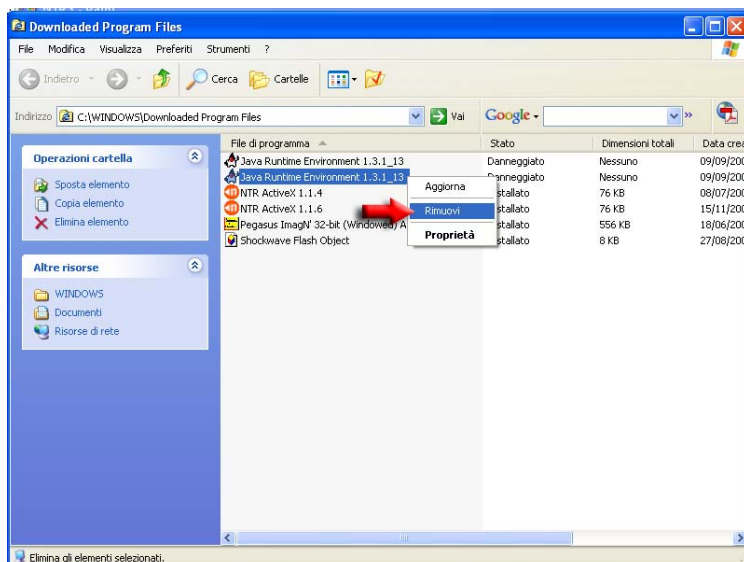 Downloaded Program Files
File Modifica Visualizza Preferiti Strumenti ?
Indietro Cerca Cartelle
Indirizzo C:\WINDOWS\Downloaded Program Files Vai Google
File di programma Stato Dimensioni totali Data crea
Operazioni cartella
Sposta elemento
Copia elemento
Elimina elemento
Altre risorse
WINDOWS
Documenti
Risorse di rete
Java Runtime Environment 1.3.1_13 Danneggiato Nessuno 09/09/200
Java Runtime Environment 1.3.1_13 Danneggiato Nessuno 09/09/200
NTR ActiveX 1.1.4 stallato 76 KB 08/07/200
NTR ActiveX 1.1.6 stallato 76 KB 15/11/200
Pegasus ImagN' 32-bit (Windowed) A stallato 556 KB 18/06/200
Shockwave Flash Object stallato 8 KB 27/08/200
Aggiorna
Rimuovi
Proprietà
Elimina gli elementi selezionati.